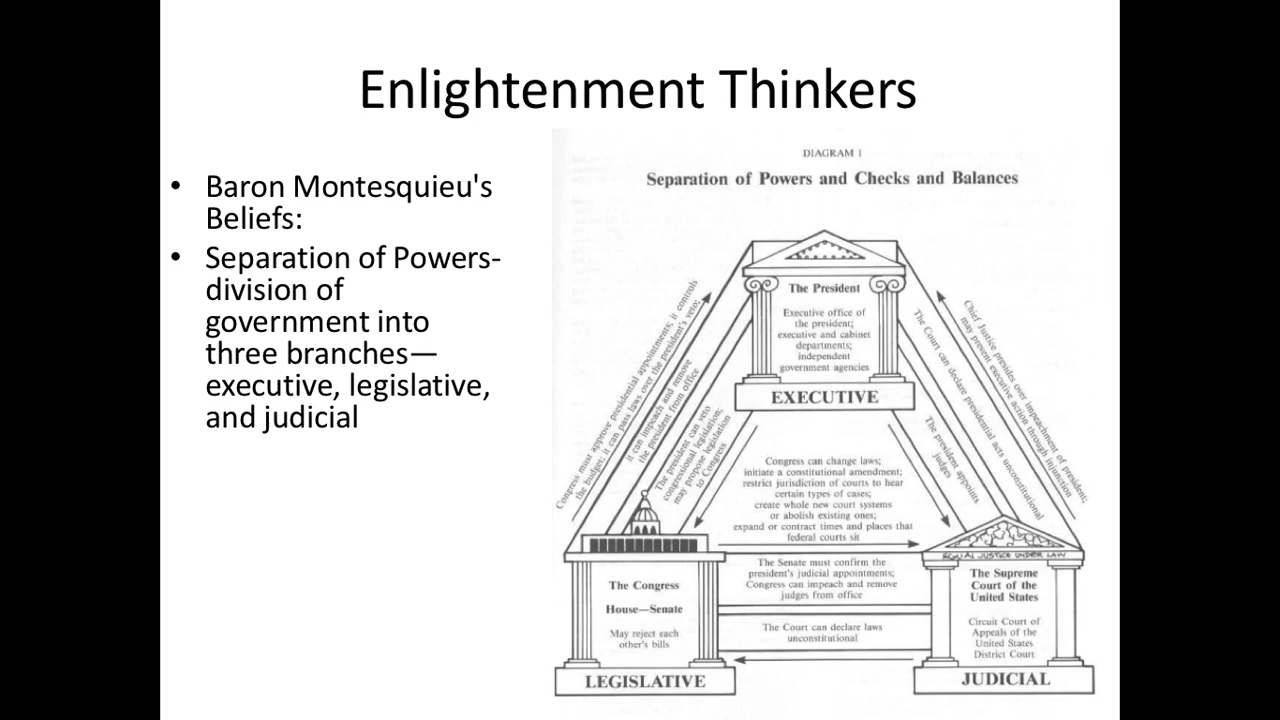 Enlightenment Thinkers
• Baron Montesquieu's
Beliefs:
• Separation of Powers-
division of
government into
three branches—
executive, legislative,
and judicial
DIAGRAM 1
Separation of Powers and Checks and Balances
The President
Executive office of
the president;
executive and cabinet
departments;
independent
government agencies
EXECUTIVE
Congress must approve presidential appointments; it controls
the budget; it can pass laws over the president's veto;
it can impeach and remove
the president from office
The president can veto
congressional legislation;
may propose legislation
to Congress
Chief Justice presides over impeachment of president;
may prevent executive action through injunction
The Court can declare presidential acts unconstitutional
The president appoints
judges
Congress can change laws;
initiate a constitutional amendment;
restrict jurisdiction of courts to hear
certain types of cases;
create whole new court systems
or abolish existing ones;
expand or contract times and places that
federal courts sit
The Senate must confirm the
president's judicial appointments;
Congress can impeach and remove
judges from office
The Court can declare laws
unconstitutional
The Congress
House—Senate
May reject each
other's bills
LEGISLATIVE
EQUAL JUSTICE UNDER LAW
The Supreme
Court of the
United States
Circuit Court of
Appeals of the
United States
District Court
JUDICIAL